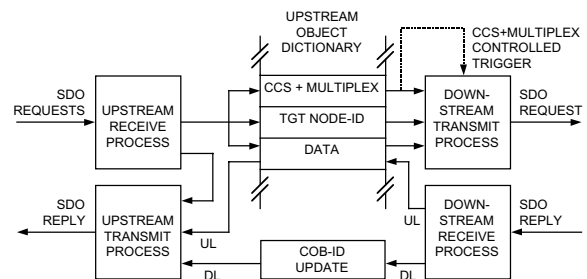 UPSTREAM
OBJECT
DICTIONARY
CCS+MULTIPLEX
CONTROLLED
TRIGGER
SDO
REQUESTS
UPSTREAM
RECEIVE
PROCESS
CCS + MULTIPLEX
TGT NODE-ID
DATA
DOWN-
STREAM
TRANSMIT
PROCESS
SDO
REQUEST
SDO
REPLY
UPSTREAM
TRANSMIT
PROCESS
UL
DL
COB-ID
UPDATE
UL
DL
DOWN-
STREAM
RECEIVE
PROCESS
SDO
REPLY